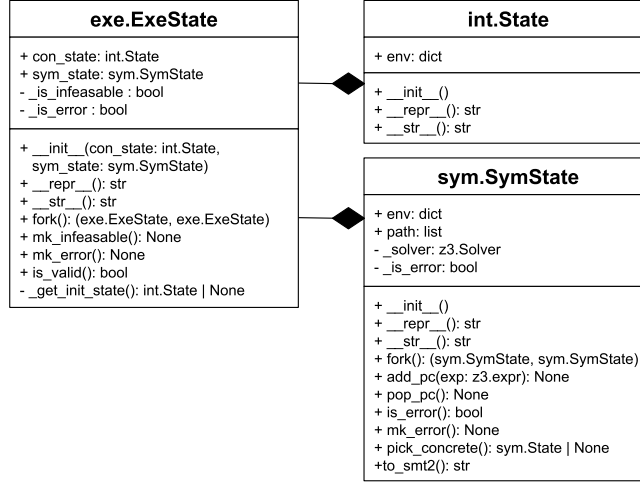 exe.ExeState
+ con_state: int.State
+ sym_state: sym.SymState
- _is_infeasable : bool
- _is_error : bool
+ __init__(con_state: int.State,
sym_state: sym.SymState)
+ __repr__(): str
+ __str__(): str
+ fork(): (exe.ExeState, exe.ExeState)
+ mk_infeasable(): None
+ mk_error(): None
+ is_valid(): bool
- _get_init_state(): int.State | None
int.State
+ env: dict
+ __init__()
+ __repr__(): str
+ __str__(): str
sym.SymState
+ env: dict
+ path: list
- _solver: z3.Solver
- _is_error: bool
+ __init__()
+ __repr__(): str
+ __str__(): str
+ fork(): (sym.SymState, sym.SymState)
+ add_pc(exp: z3.expr): None
+ pop_pc(): None
+ is_error(): bool
+ mk_error(): None
+ pick_concrete(): sym.State | None
+to_smt2(): str